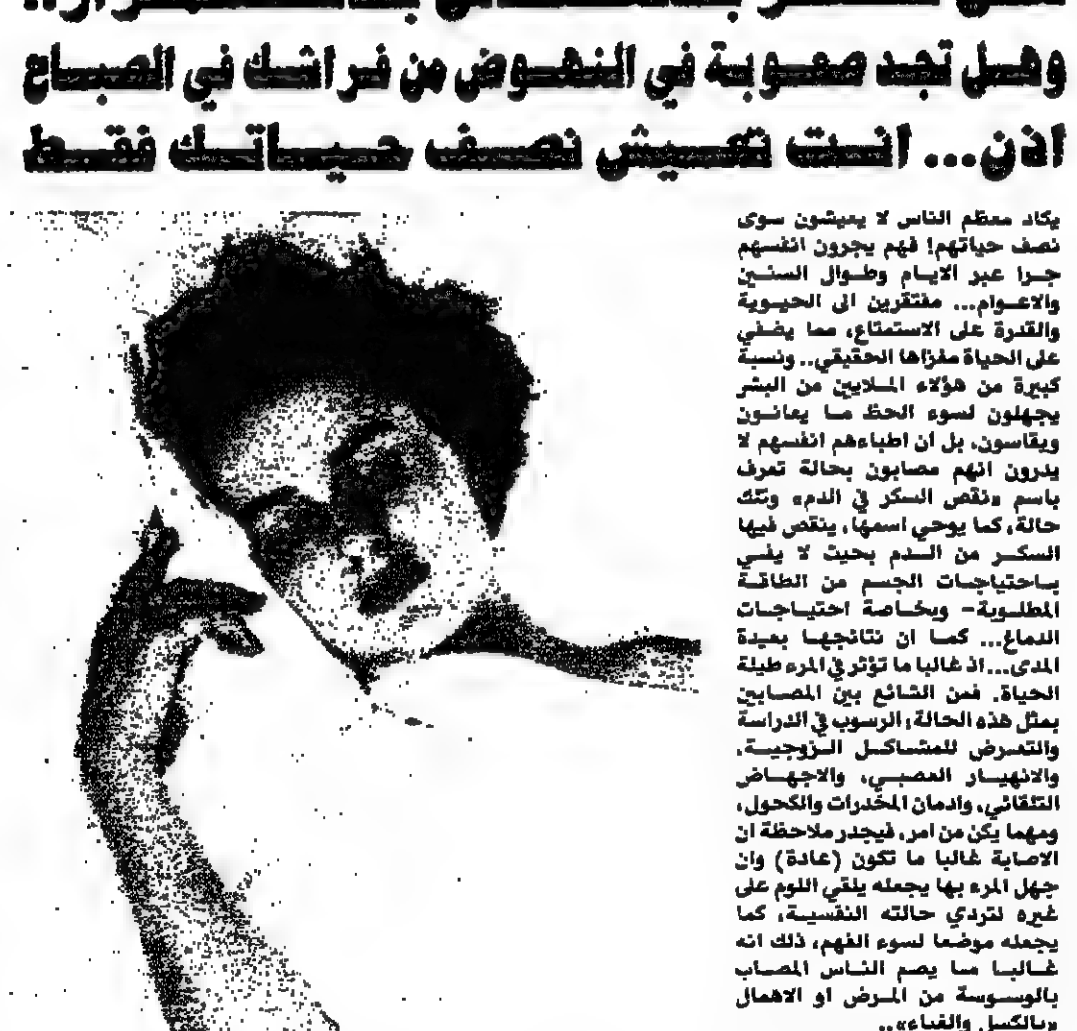 وهل تجد صعوبة في النهوض من فراشك في الصباح
اذن... انت تعيش نصف حياتك فقط
يكاد معظم الناس لا يعيشون سوى
نصف حياتهم! فهم يجرون انفسهم
جرا عبر الايام وطوال السنين
والاعوام... مفتقرين الى الحيوية
والقدرة على الاستمتاع، مما يضفي
على الحياة مغزاها الحقيقي.. ونسبة
كبيرة من هؤلاء الملايين من البشر
يجهلون لسوء الحظ ما يعانون
ويقاسون، بل ان اطباءهم انفسهم لا
يدرون انهم مصابون بحالة تعرف
باسم «نقص السكر في الدم» وتلك
حالة، كما يوحي اسمها، ينقص فيها
السكر من الدم بحيث لا يفي
باحتياجات الجسم من الطاقة
المطلوبة- وبخاصة احتياجات
الدماغ... كما ان نتائجها بعيدة
المدى... اذ غالبا ما تؤثر في المرء طيلة
الحياة. فمن الشائع بين المصابين
بمثل هذه الحالة، الرسوب في الدراسة
والتعرض للمشاكل الزوجية،
والانهيار العصبي، والاجهاض
التلقائي، وادمان المخدرات والكحول،
ومهما يكن من امر، فيجدر ملاحظة ان
الاصابة غالبا ما تكون (عادة) وان
جهل المرء بها يجعله يلقي اللوم على
غيره لتردي حالته النفسية، كما
يجعله موضعا لسوء الفهم، ذلك انه
غالبا ما يصم الناس المصاب
بالوسوسة من المرض او الاهمال
«بالكسل والغباء»..